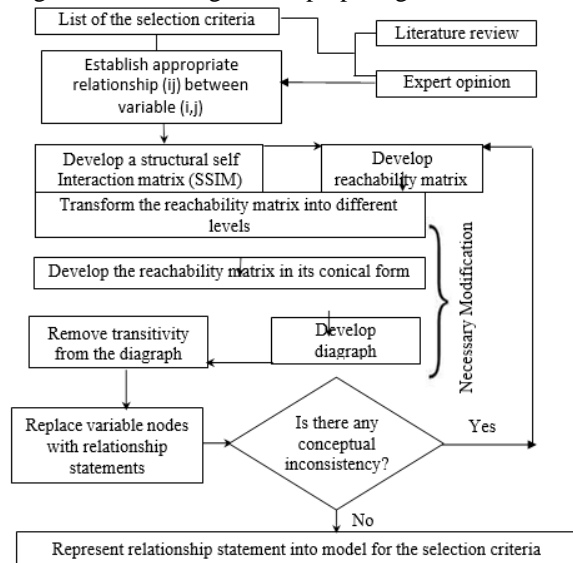 List of the selection criteria
Literature review
Establish appropriate
relationship (ij) between
variable (i,j)
Expert opinion
Develop a structural self
Interaction matrix (SSIM)
Develop
reachability matrix
Transform the reachability matrix into different
levels
Develop the reachability matrix in its conical form
Necessary Modification
Remove transitivity
from the diagraph
Develop
diagraph
Replace variable nodes
with relationship
statements
Is there any
conceptual
inconsistency?
Yes
No
Represent relationship statement into model for the selection criteria